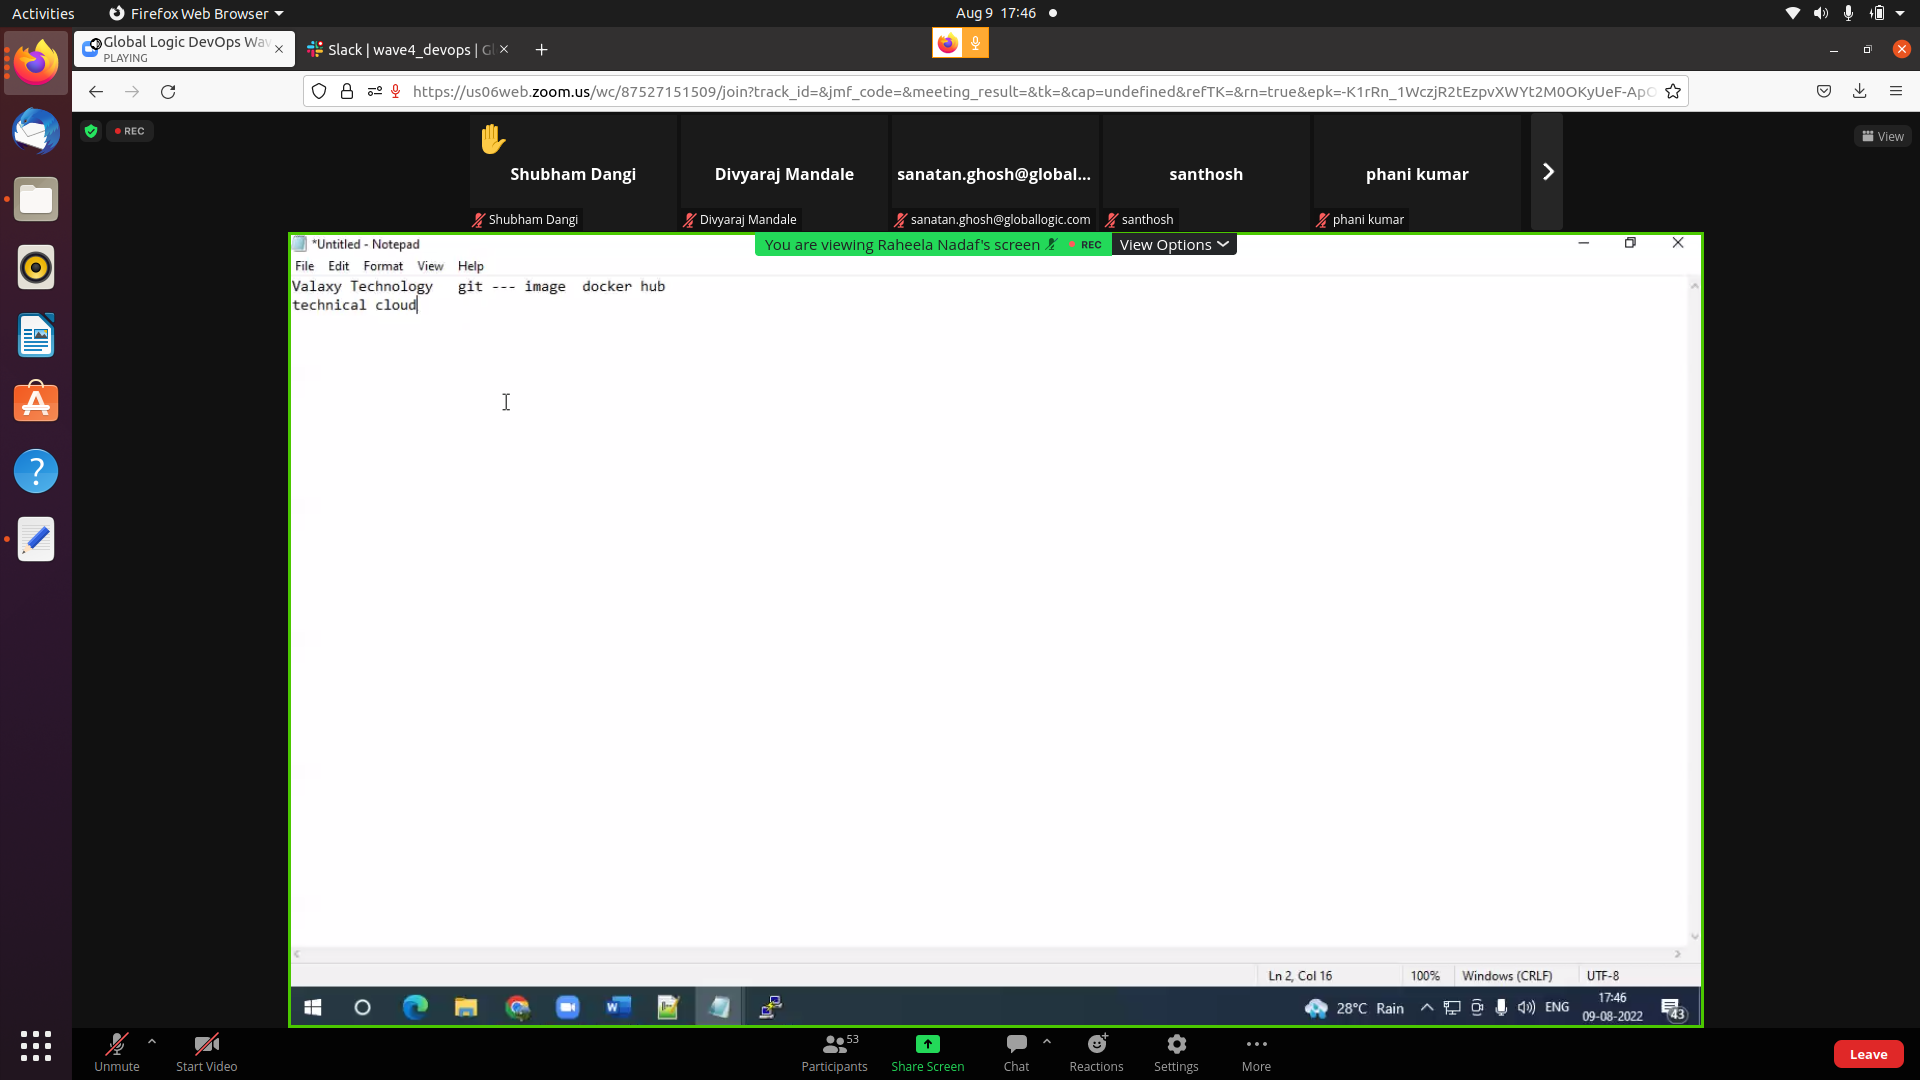 Activities
Firefox Web Browser
Aug 9 17:46
Global Logic DevOps Wav
PLAYING
Slack | wave4_devops | Gl
https://us06web.zoom.us/wc/87527151509/join?track_id=&jmf_code=&meeting_result=&tk=&cap=undefined&refTK=&rn=true&epk=-K1rRn_1WczjR2tEzpvXWYt2M0OKyUeF-ApO
REC
View
Shubham Dangi
Divyaraj Mandale
sanatan.ghosh@global...
santhosh
phani kumar
Shubham Dangi
Divyaraj Mandale
sanatan.ghosh@globallogic.com
santhosh
phani kumar
*Untitled - Notepad
You are viewing Raheela Nadaf's screen
REC
View Options
File Edit Format View Help
Valaxy Technology git --- image docker hub
technical cloud
Ln 2, Col 16
100%
Windows (CRLF)
UTF-8
28°C Rain
ENG
17:46
09-08-2022
43
Unmute
Start Video
53
Participants
Share Screen
Chat
Reactions
Settings
More
Leave